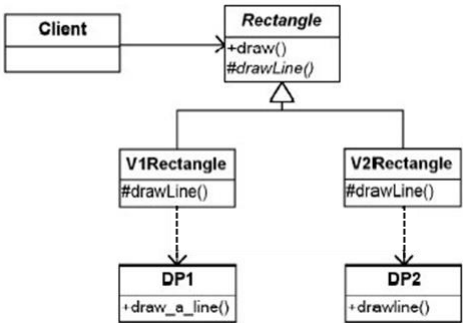 Client
Rectangle
+draw()
#drawLine()
V1Rectangle
#drawLine()
V2Rectangle
#drawLine()
DP1
+draw_a_line()
DP2
+drawline()